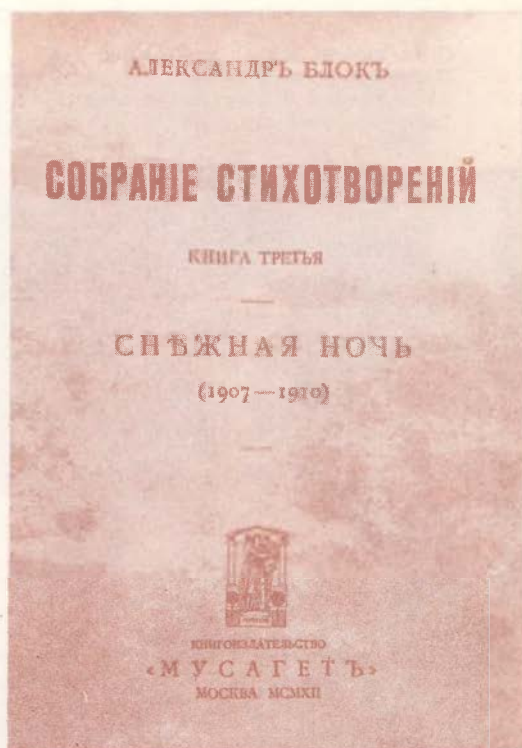 АЛЕКСАНДРЪ БЛОКЪ
СОБРАНІЕ СТИХОТВОРЕНІЙ
КНИГА ТРЕТЬЯ
СНѢЖНАЯ НОЧЬ
(1907—1910)
КНИГОИЗДАТЕЛЬСТВО
«МУСАГЕТЪ»
МОСКВА MCMXII